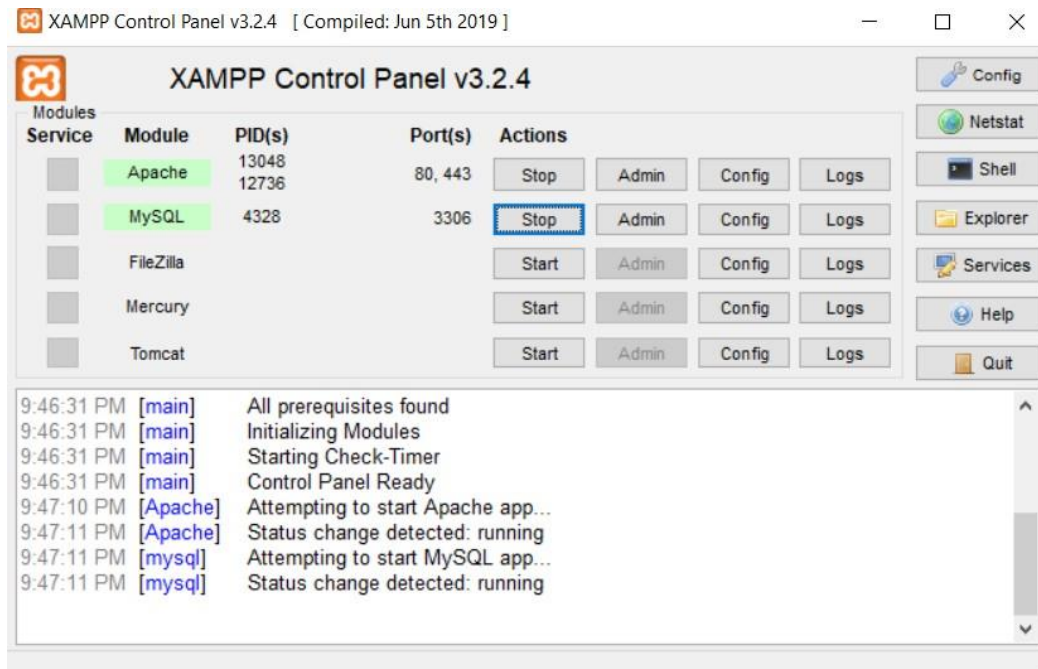 XAMPP Control Panel v3.2.4 [ Compiled: Jun 5th 2019 ]
XAMPP Control Panel v3.2.4
Config
Modules
Service Module PID(s) Port(s) Actions
Netstat
Apache 13048 12736 80, 443 Stop Admin Config Logs
Shell
MySQL 4328 3306 Stop Admin Config Logs
Explorer
FileZilla Start Admin Config Logs
Services
Mercury Start Admin Config Logs
Help
Tomcat Start Admin Config Logs
Quit
9:46:31 PM [main] All prerequisites found
9:46:31 PM [main] Initializing Modules
9:46:31 PM [main] Starting Check-Timer
9:46:31 PM [main] Control Panel Ready
9:47:10 PM [Apache] Attempting to start Apache app...
9:47:11 PM [Apache] Status change detected: running
9:47:11 PM [mysql] Attempting to start MySQL app...
9:47:11 PM [mysql] Status change detected: running